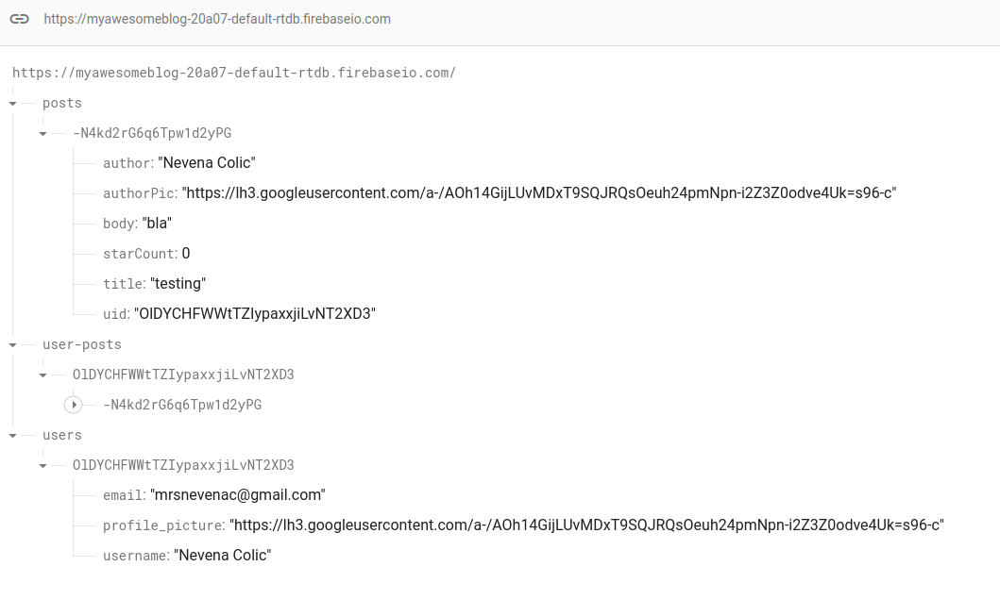 https://myawesomeblog-20a07-default-rtdb.firebaseio.com
https://myawesomeblog-20a07-default-rtdb.firebaseio.com/
posts
-N4kd2rG6q6Tpw1d2yPG
author: "Nevena Colic"
authorPic: "https://lh3.googleusercontent.com/a-/AOh14GijLUvMDxT9SQJRQsOeuh24pmNpn-i2Z3Z0odve4Uk=s96-c"
body: "bla"
starCount: 0
title: "testing"
uid: "OlDYCHFWWtTZIypaxxjiLvNT2XD3"
user-posts
OlDYCHFWWtTZIypaxxjiLvNT2XD3
-N4kd2rG6q6Tpw1d2yPG
users
OlDYCHFWWtTZIypaxxjiLvNT2XD3
email: "mrsnevenac@gmail.com"
profile_picture: "https://lh3.googleusercontent.com/a-/AOh14GijLUvMDxT9SQJRQsOeuh24pmNpn-i2Z3Z0odve4Uk=s96-c"
username: "Nevena Colic"